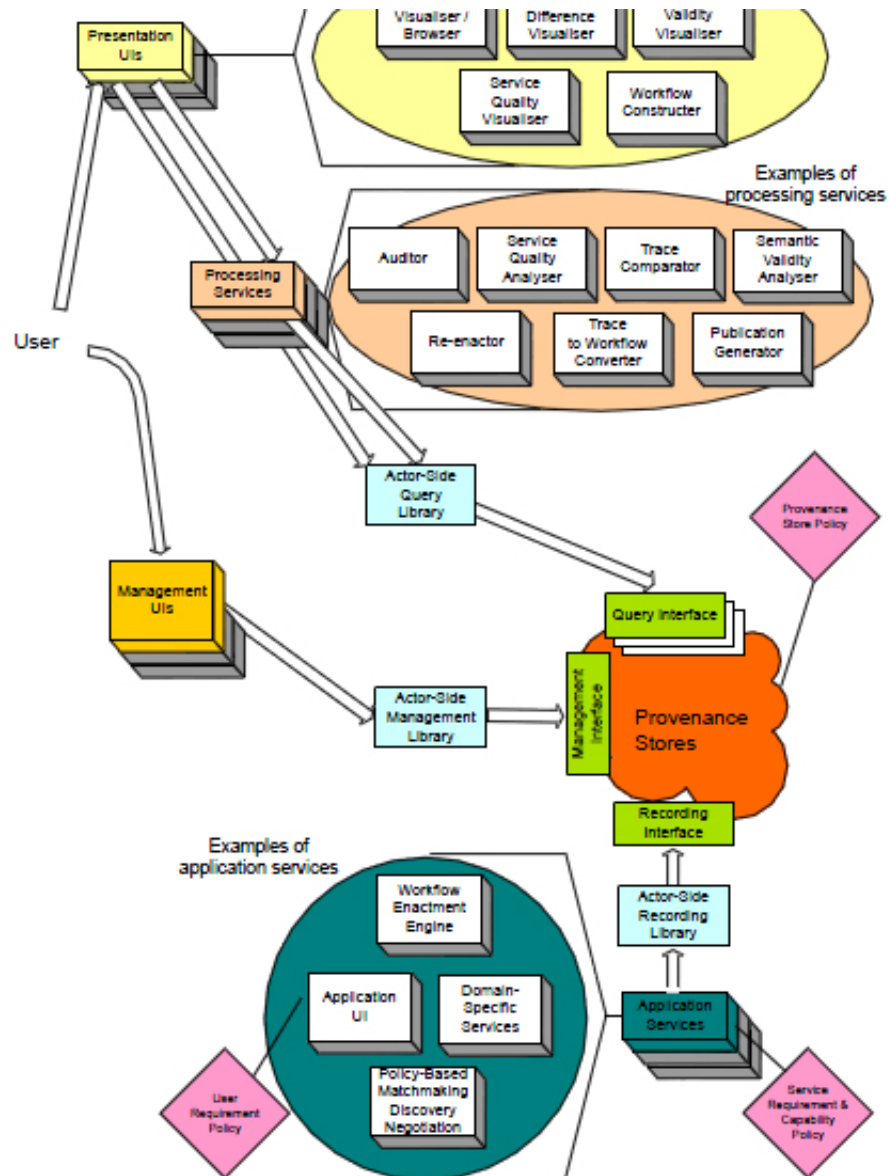 Presentation
UIs
Visualiser /
Browser
Difference
Visualiser
Validity
Visualiser
Service
Quality
Visualiser
Workflow
Constructer
Examples of
processing services
Auditor
Service
Quality
Analyser
Trace
Comparator
Semantic
Validity
Analyser
Processing
Services
Re-enactor
Trace
to Workflow
Converter
Publication
Generator
User
Actor-Side
Query
Library
Provenance
Store Policy
Management
UIs
Query Interface
Management
Interface
Actor-Side
Management
Library
Provenance
Stores
Recording
Interface
Examples of
application services
Workflow
Enactment
Engine
Actor-Side
Recording
Library
Application
UI
Domain-
Specific
Services
Application
Services
Policy-Based
Matchmaking
Discovery
Negotiation
User
Requirement
Policy
Service
Requirement &
Capability
Policy